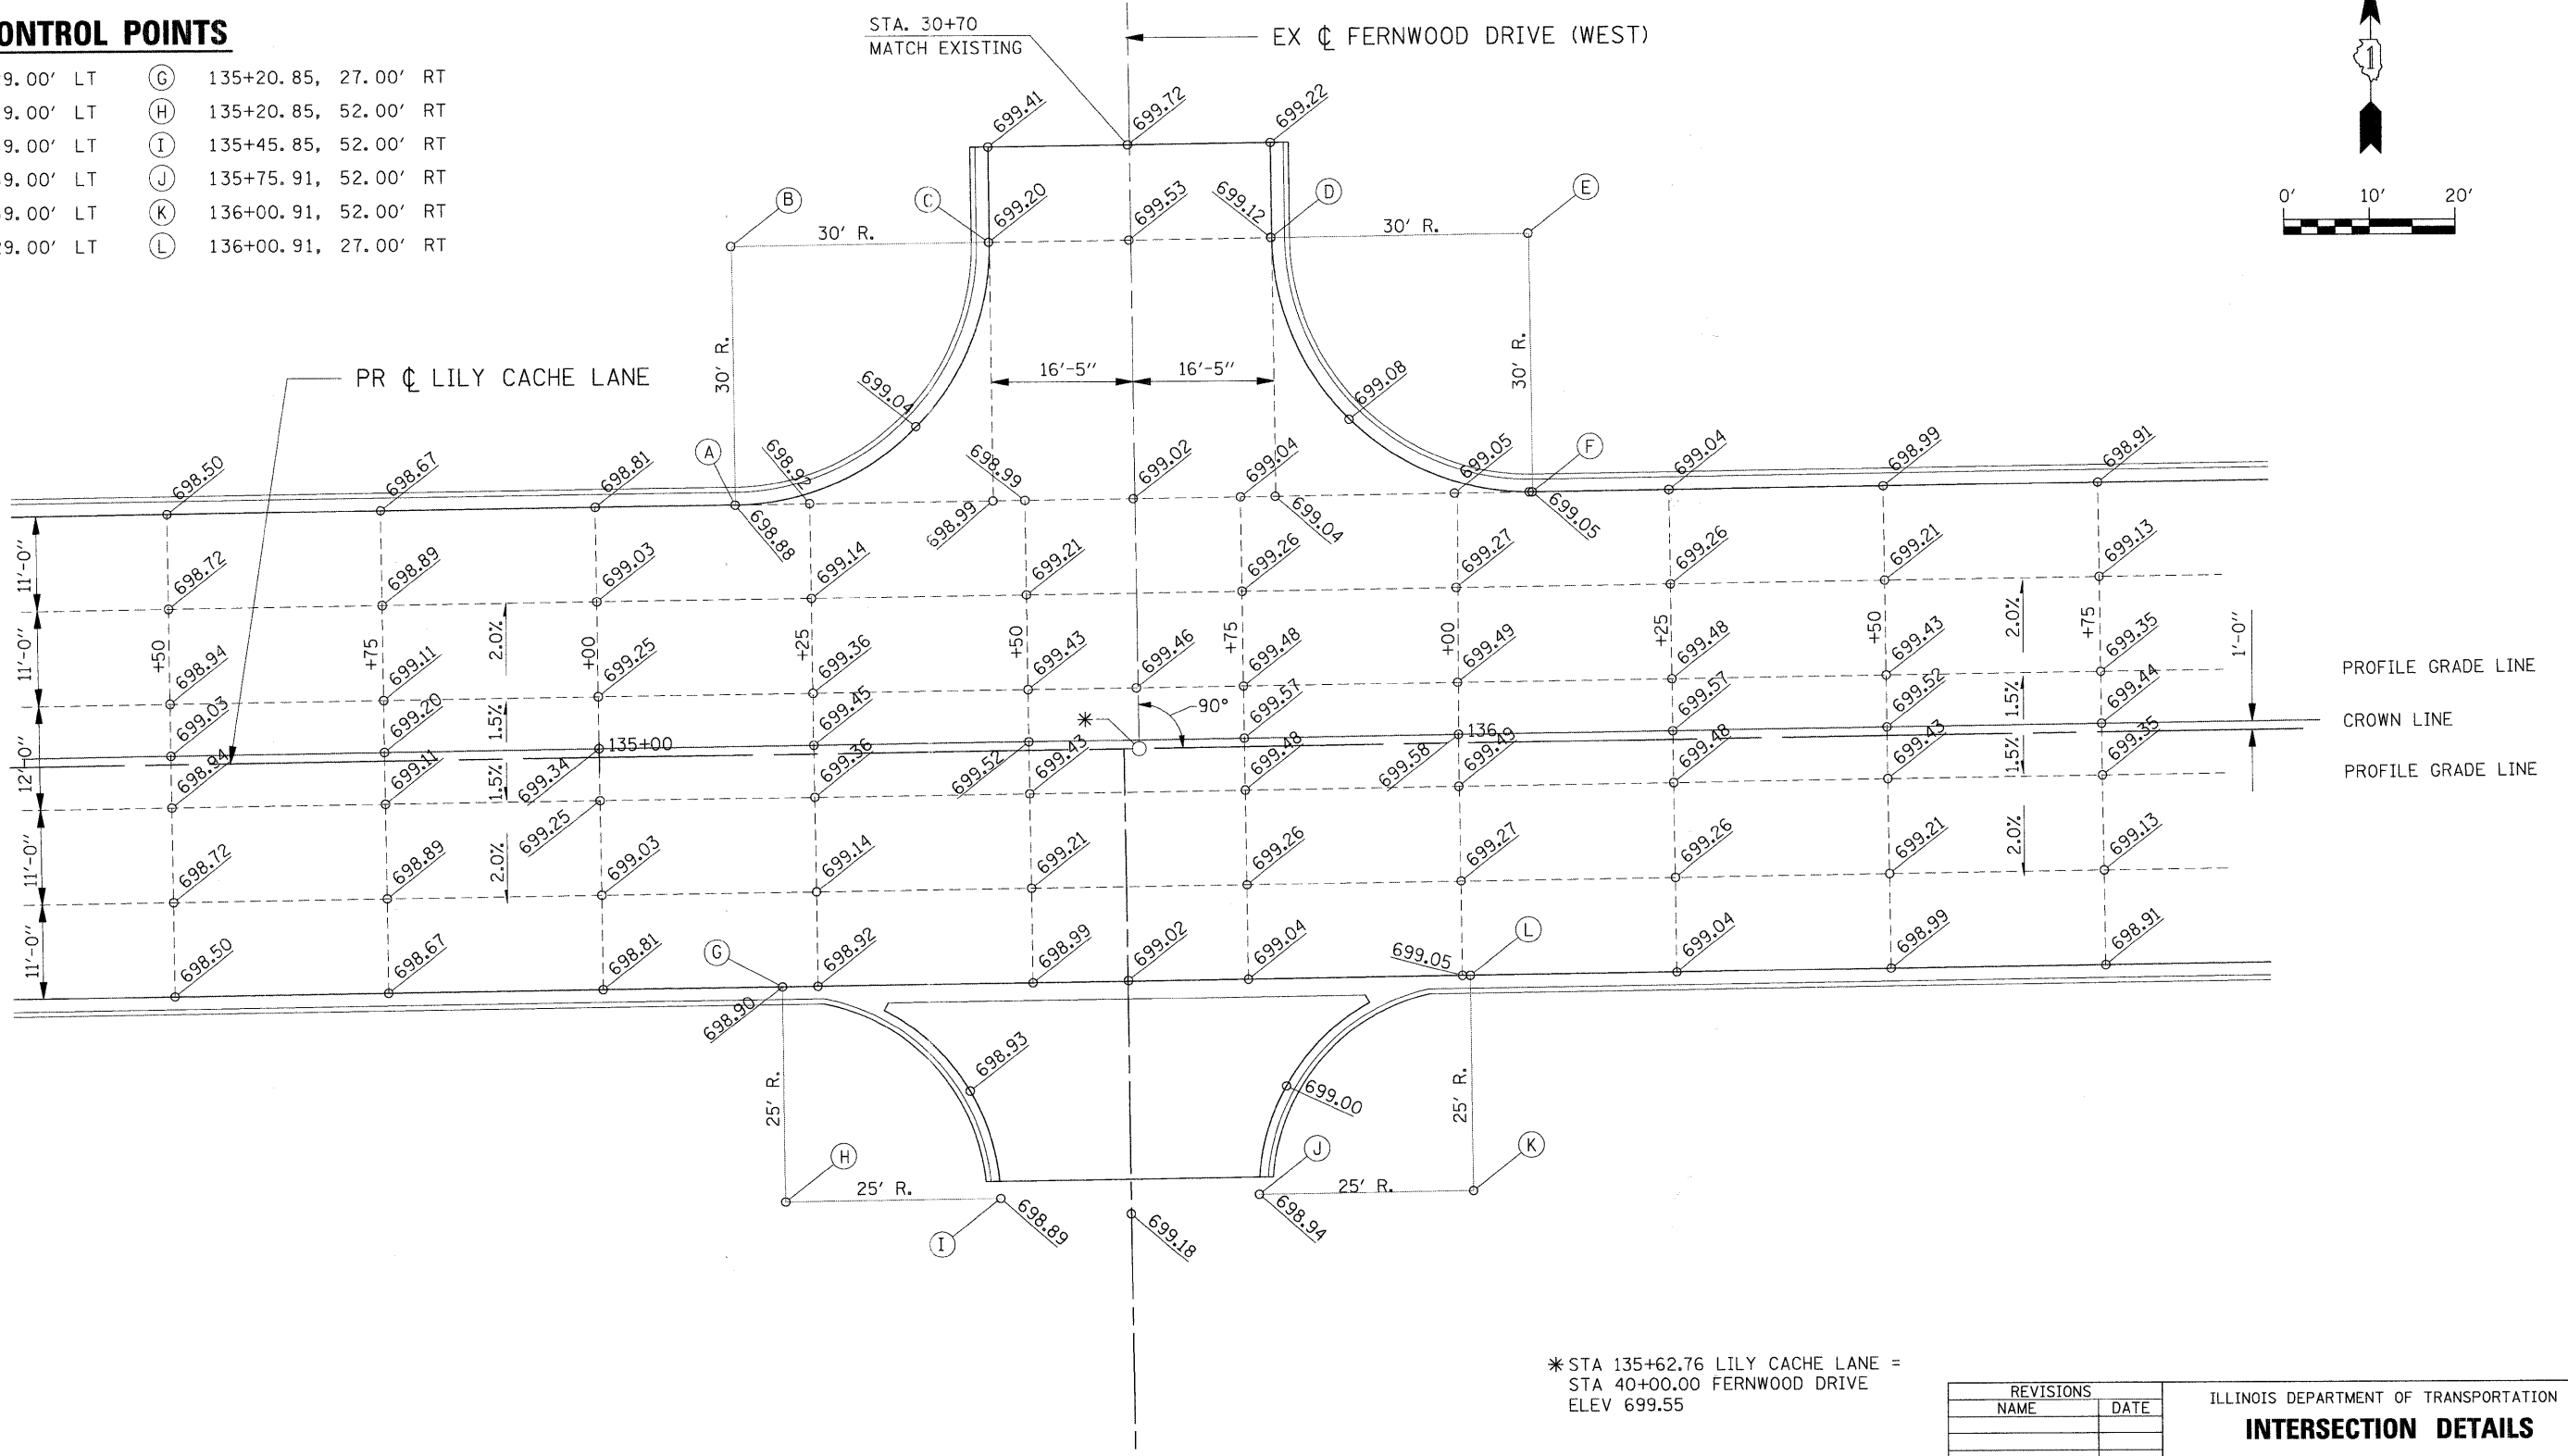 ONTROL POINTS
9.00' LT G 135+20.85, 27.00' RT
9.00' LT H 135+20.85, 52.00' RT
9.00' LT I 135+45.85, 52.00' RT
9.00' LT J 135+75.91, 52.00' RT
9.00' LT K 136+00.91, 52.00' RT
9.00' LT L 136+00.91, 27.00' RT
STA. 30+70
MATCH EXISTING
EX ℄ FERNWOOD DRIVE (WEST)
1
0' 10' 20'
699.41 699.72 699.22
B C 699.20 699.53 699.12 D E
30' R. 30' R.
30' R. 30' R.
16'-5" 16'-5"
PR ℄ LILY CACHE LANE
699.04 699.08
A F
698.50 698.67 698.81 698.92 698.99 699.02 699.04 699.05 699.04 698.99 698.91
698.88 698.99 699.04 699.05
11'-0"
698.72 698.89 699.03 699.14 699.21 699.26 699.27 699.26 699.21 699.13
11'-0"
+50 +75 +00 +25 +50 +75 +00 +25 +50 +75
2.0% 2.0%
698.94 699.11 699.25 699.36 699.43 699.46 699.48 699.49 699.48 699.43 699.35
1'-0"
PROFILE GRADE LINE
1.5% 1.5%
90°
*
699.03 699.20 699.34 699.45 699.52 699.57 699.58 699.57 699.52 699.44
135+00 136
CROWN LINE
12'-0"
1.5% 1.5%
698.94 699.11 699.25 699.36 699.43 699.48 699.49 699.48 699.43 699.35
PROFILE GRADE LINE
11'-0"
2.0% 2.0%
698.72 698.89 699.03 699.14 699.21 699.26 699.27 699.26 699.21 699.13
11'-0"
698.50 698.67 698.81 698.92 698.99 699.02 699.04 699.05 699.04 698.99 698.91
G L
698.90
698.93 699.00
25' R. 25' R.
H J K
25' R. 25' R.
I 698.89 699.18 698.94
* STA 135+62.76 LILY CACHE LANE =
STA 40+00.00 FERNWOOD DRIVE
ELEV 699.55
REVISIONS
NAME DATE
ILLINOIS DEPARTMENT OF TRANSPORTATION
INTERSECTION DETAILS